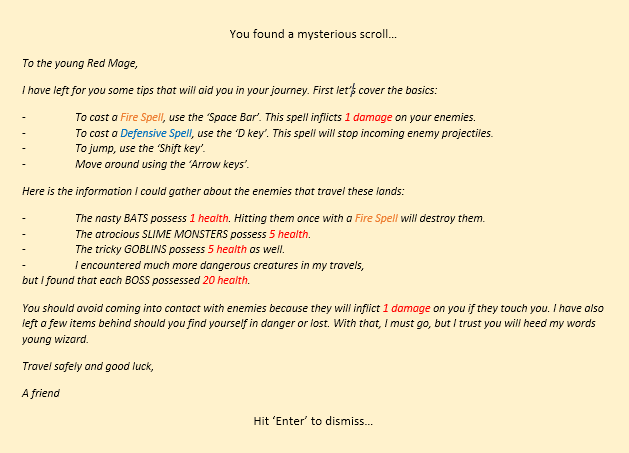 You found a mysterious scroll...
To the young Red Mage,
I have left for you some tips that will aid you in your journey. First let's cover the basics:
- To cast a Fire Spell, use the ‘Space Bar’. This spell inflicts 1 damage on your enemies.
- To cast a Defensive Spell, use the ‘D key’. This spell will stop incoming enemy projectiles.
- To jump, use the ‘Shift key’.
- Move around using the ‘Arrow keys’.
Here is the information I could gather about the enemies that travel these lands:
- The nasty BATS possess 1 health. Hitting them once with a Fire Spell will destroy them.
- The atrocious SLIME MONSTERS possess 5 health.
- The tricky GOBLINS possess 5 health as well.
- I encountered much more dangerous creatures in my travels,
but I found that each BOSS possessed 20 health.
You should avoid coming into contact with enemies because they will inflict 1 damage on you if they touch you. I have also
left a few items behind should you find yourself in danger or lost. With that, I must go, but I trust you will heed my words
young wizard.
Travel safely and good luck,
A friend
Hit ‘Enter’ to dismiss...